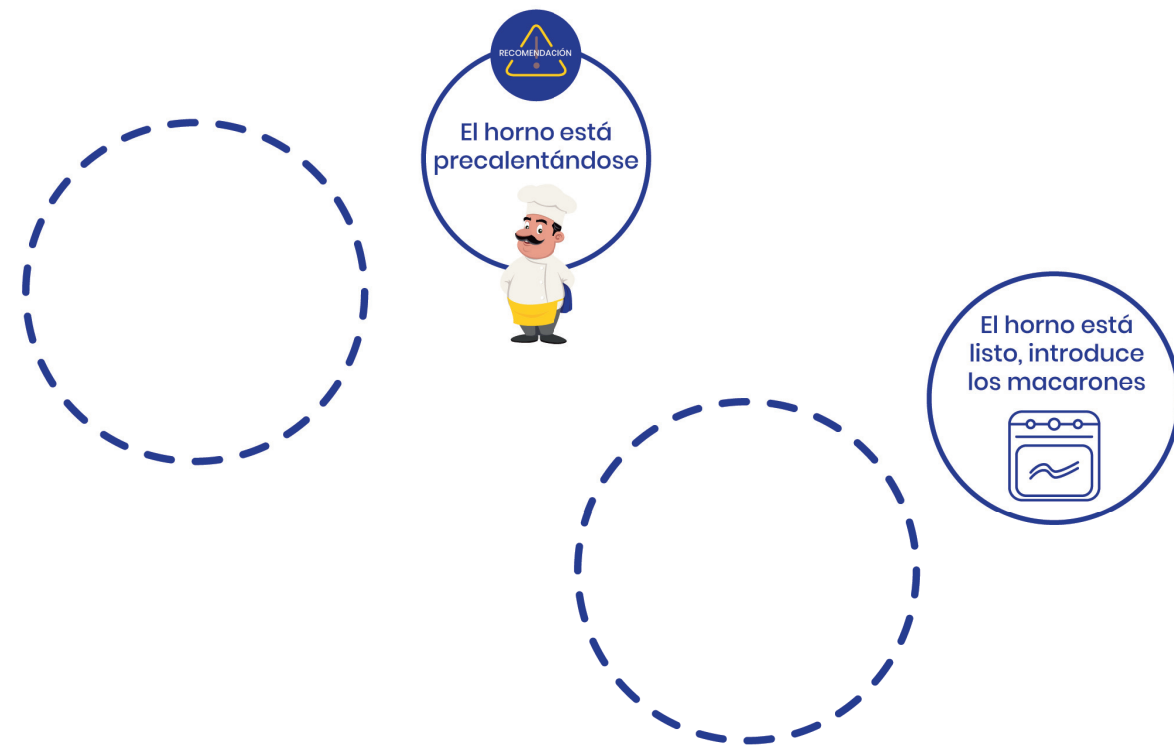 RECOMENDACIÓN
El horno está
precalentándose
El horno está
listo, introduce
los macarones